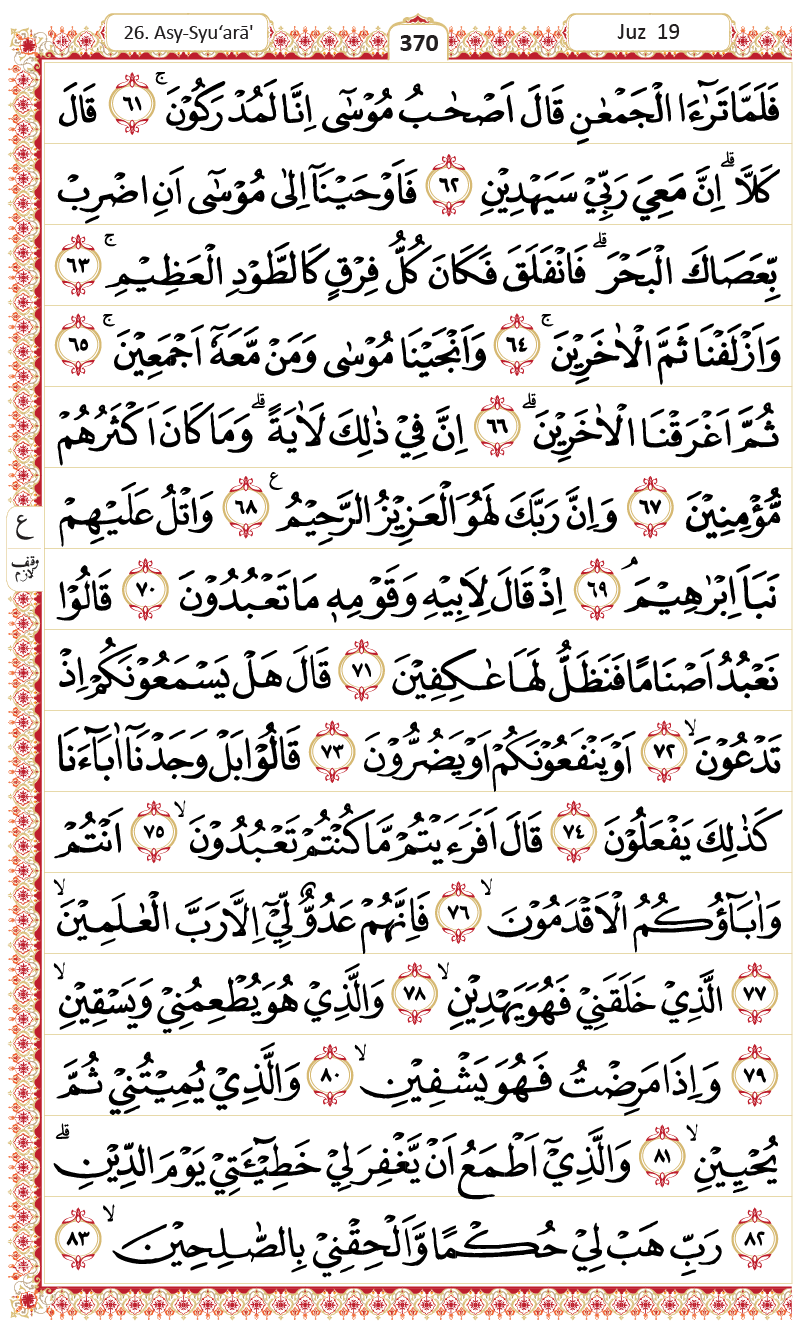 26. Asy-Syu‘arā'
370
Juz 19
فَلَمَّا تَرَاۤءَا الْجَمْعٰنِ قَالَ اَصْحٰبُ مُوْسٰٓى اِنَّا لَمُدْرَكُوْنَ ۚ ٦١ قَالَ
كَلَّا ۗاِنَّ مَعِيَ رَبِّيْ سَيَهْدِيْنِ ٦٢ فَاَوْحَيْنَآ اِلٰى مُوْسٰٓى اَنِ اضْرِبْ
بِّعَصَاكَ الْبَحْرَۗ فَانْفَلَقَ فَكَانَ كُلُّ فِرْقٍ كَالطَّوْدِ الْعَظِيْمِ ۚ ٦٣
وَاَزْلَفْنَا ثَمَّ الْاٰخَرِيْنَ ۚ ٦٤ وَاَنْجَيْنَا مُوْسٰى وَمَنْ مَّعَهٗٓ اَجْمَعِيْنَ ۚ ٦٥
ثُمَّ اَغْرَقْنَا الْاٰخَرِيْنَ ۗ ٦٦ اِنَّ فِيْ ذٰلِكَ لَاٰيَةً ۗوَمَا كَانَ اَكْثَرُهُمْ
مُّؤْمِنِيْنَ ٦٧ وَاِنَّ رَبَّكَ لَهُوَ الْعَزِيْزُ الرَّحِيْمُ ࣖ ٦٨ وَاتْلُ عَلَيْهِمْ
ع
وقف لازم
نَبَاَ اِبْرٰهِيْمَ ۘ ٦٩ اِذْ قَالَ لِاَبِيْهِ وَقَوْمِهٖ مَا تَعْبُدُوْنَ ٧٠ قَالُوْا
نَعْبُدُ اَصْنَامًا فَنَظَلُّ لَهَا عٰكِفِيْنَ ٧١ قَالَ هَلْ يَسْمَعُوْنَكُمْ اِذْ
تَدْعُوْنَ ۙ ٧٢ اَوْ يَنْفَعُوْنَكُمْ اَوْ يَضُرُّوْنَ ٧٣ قَالُوْا بَلْ وَجَدْنَآ اٰبَاۤءَنَا
كَذٰلِكَ يَفْعَلُوْنَ ٧٤ قَالَ اَفَرَءَيْتُمْ مَّا كُنْتُمْ تَعْبُدُوْنَ ۙ ٧٥ اَنْتُمْ
وَاٰبَاۤؤُكُمُ الْاَقْدَمُوْنَ ۙ ٧٦ فَاِنَّهُمْ عَدُوٌّ لِّيْٓ اِلَّا رَبَّ الْعٰلَمِيْنَ ۙ
٧٧ الَّذِيْ خَلَقَنِيْ فَهُوَ يَهْدِيْنِ ۙ ٧٨ وَالَّذِيْ هُوَ يُطْعِمُنِيْ وَيَسْقِيْنِ ۙ
٧٩ وَاِذَا مَرِضْتُ فَهُوَ يَشْفِيْنِ ۙ ٨٠ وَالَّذِيْ يُمِيْتُنِيْ ثُمَّ
يُحْيِيْنِ ۙ ٨١ وَالَّذِيْٓ اَطْمَعُ اَنْ يَّغْفِرَ لِيْ خَطِيْۤـَٔتِيْ يَوْمَ الدِّيْنِ ۗ
٨٢ رَبِّ هَبْ لِيْ حُكْمًا وَّاَلْحِقْنِيْ بِالصّٰلِحِيْنَ ۙ ٨٣